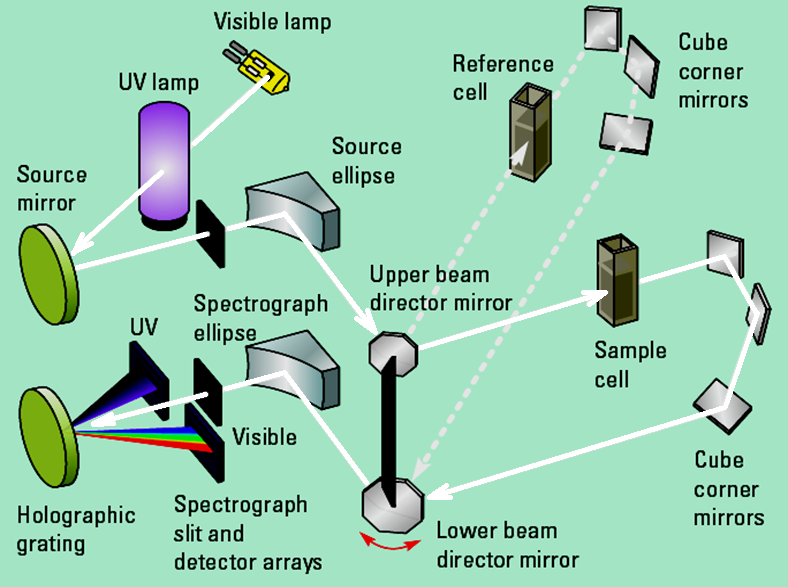 Visible lamp
UV lamp
Reference
cell
Cube
corner
mirrors
Source
mirror
Source
ellipse
Upper beam
director mirror
Spectrograph
ellipse
UV
Sample
cell
Visible
Holographic
grating
Spectrograph
slit and
detector arrays
Lower beam
director mirror
Cube
corner
mirrors